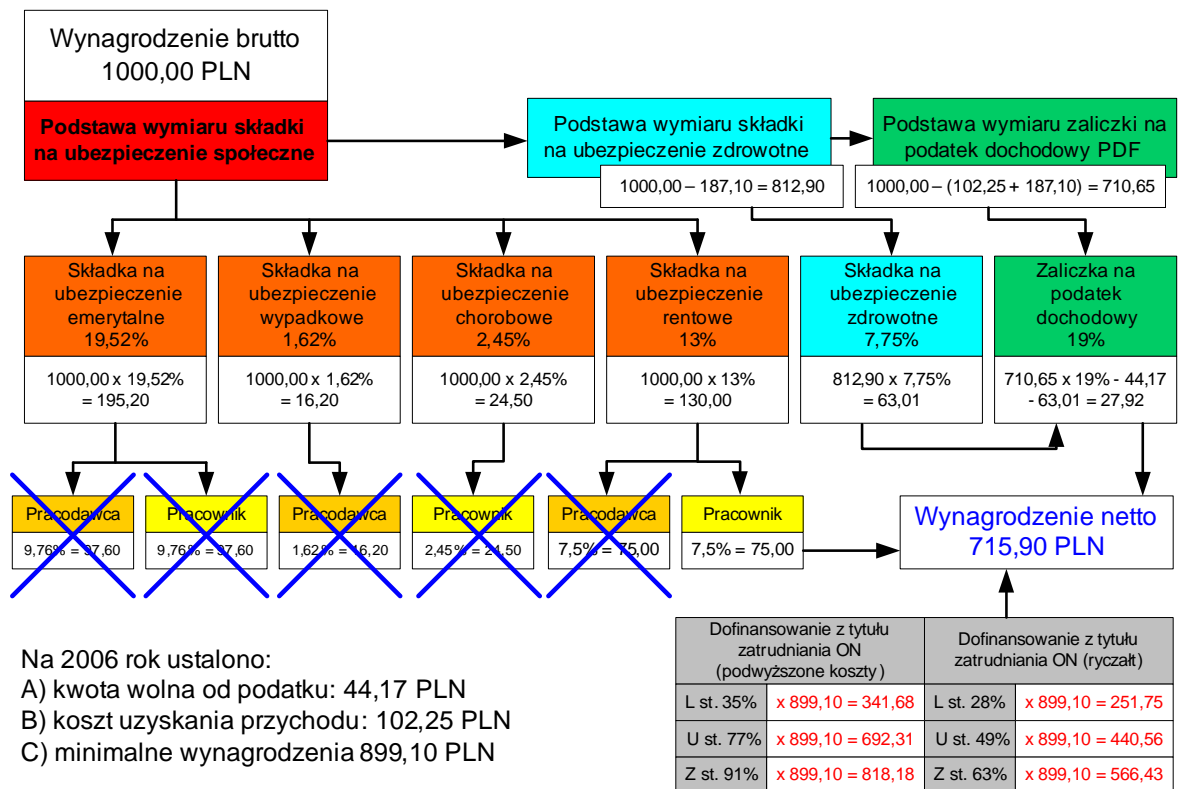 Wynagrodzenie brutto
1000,00 PLN
Podstawa wymiaru składki
na ubezpieczenie społeczne
Podstawa wymiaru składki
na ubezpieczenie zdrowotne
1000,00 – 187,10 = 812,90
Podstawa wymiaru zaliczki na
podatek dochodowy PDF
1000,00 – (102,25 + 187,10) = 710,65
Składka na
ubezpieczenie
emerytalne
19,52%
1000,00 x 19,52%
= 195,20
Składka na
ubezpieczenie
wypadkowe
1,62%
1000,00 x 1,62%
= 16,20
Składka na
ubezpieczenie
chorobowe
2,45%
1000,00 x 2,45%
= 24,50
Składka na
ubezpieczenie
rentowe
13%
1000,00 x 13%
= 130,00
Składka na
ubezpieczenie
zdrowotne
7,75%
812,90 x 7,75%
= 63,01
Zaliczka na
podatek
dochodowy
19%
710,65 x 19% - 44,17
- 63,01 = 27,92
Pracodawca
9,76% = 97,60
Pracownik
9,76% = 97,60
Pracodawca
1,62% = 16,20
Pracownik
2,45% = 24,50
Pracodawca
7,5% = 75,00
Pracownik
7,5% = 75,00
Wynagrodzenie netto
715,90 PLN
Na 2006 rok ustalono:
A) kwota wolna od podatku: 44,17 PLN
B) koszt uzyskania przychodu: 102,25 PLN
C) minimalne wynagrodzenia 899,10 PLN
Dofinansowanie z tytułu
zatrudniania ON
(podwyższone koszty)
Dofinansowanie z tytułu
zatrudniania ON (ryczałt)
L st. 35% x 899,10 = 341,68 L st. 28% x 899,10 = 251,75
U st. 77% x 899,10 = 692,31 U st. 49% x 899,10 = 440,56
Z st. 91% x 899,10 = 818,18 Z st. 63% x 899,10 = 566,43